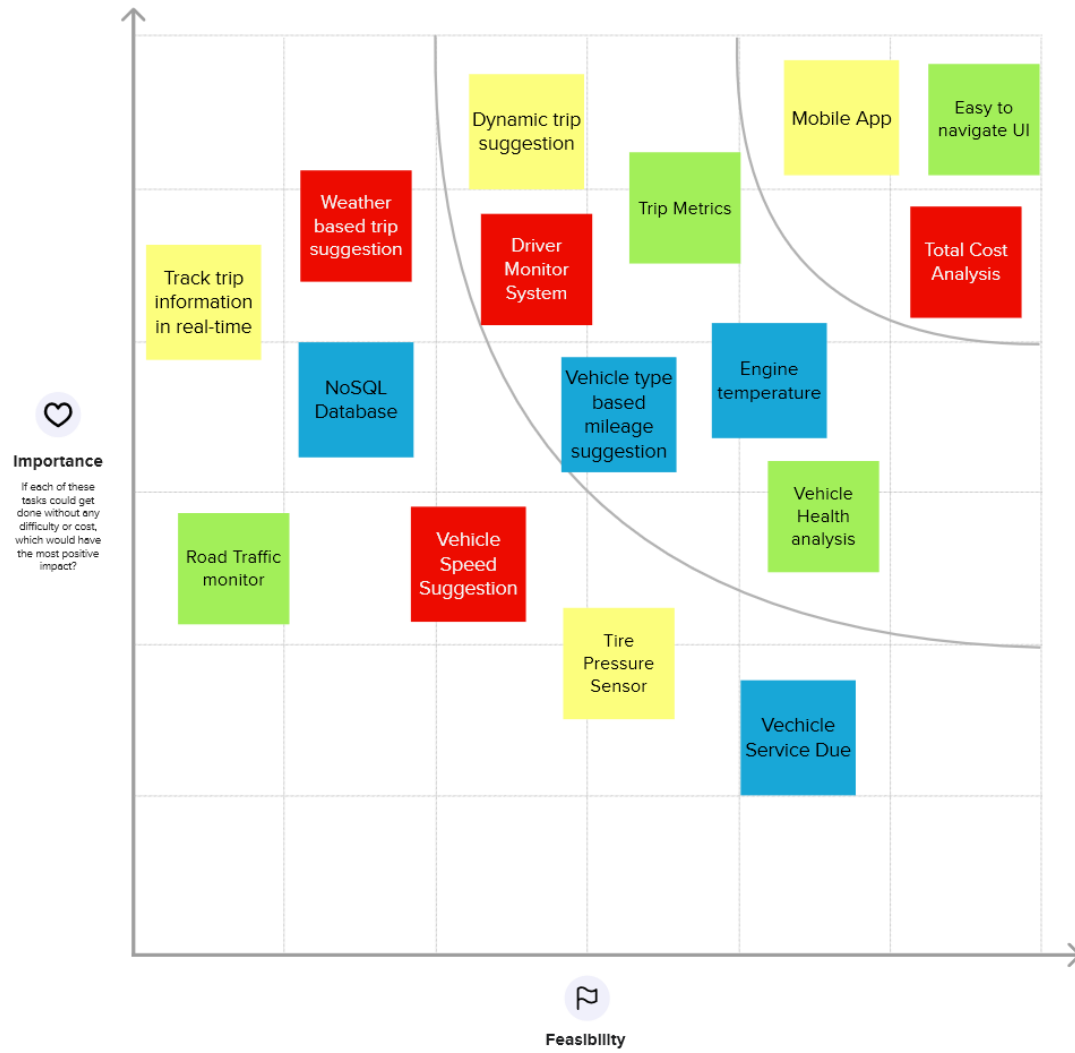 Mobile App
Easy to
navigate UI
Dynamic trip
suggestion
Trip Metrics
Weather
based trip
suggestion
Driver
Monitor
System
Total Cost
Analysis
Track trip
information
in real-time
NoSQL
Database
Vehicle type
based
mileage
suggestion
Engine
temperature
Importance
If each of these
tasks could get
done without any
difficulty or cost,
which would have
the most positive
impact?
Vehicle
Health
analysis
Road Traffic
monitor
Vehicle
Speed
Suggestion
Tire
Pressure
Sensor
Vechicle
Service Due
Feasibility